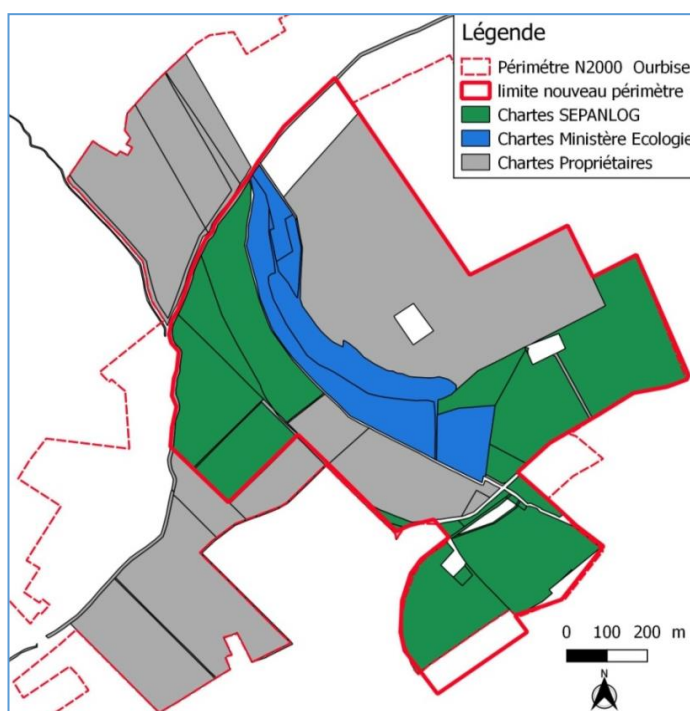 Légende
Périmétre N2000 Ourbise
limite nouveau périmètre
Chartes SEPANLOG
Chartes Ministère Ecologie
Chartes Propriétaires
0 100 200 m
N